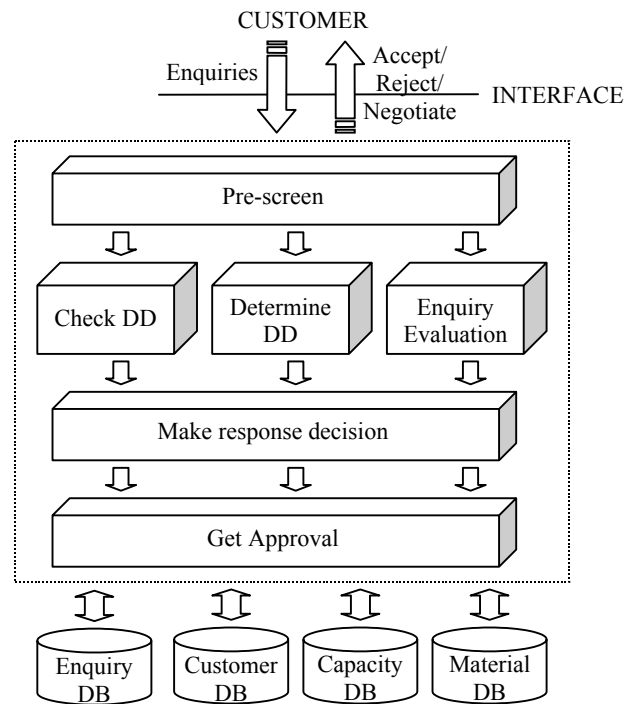 CUSTOMER
Enquiries
Accept/
Reject/
Negotiate
INTERFACE
Pre-screen
Check DD
Determine
DD
Enquiry
Evaluation
Make response decision
Get Approval
Enquiry
DB
Customer
DB
Capacity
DB
Material
DB